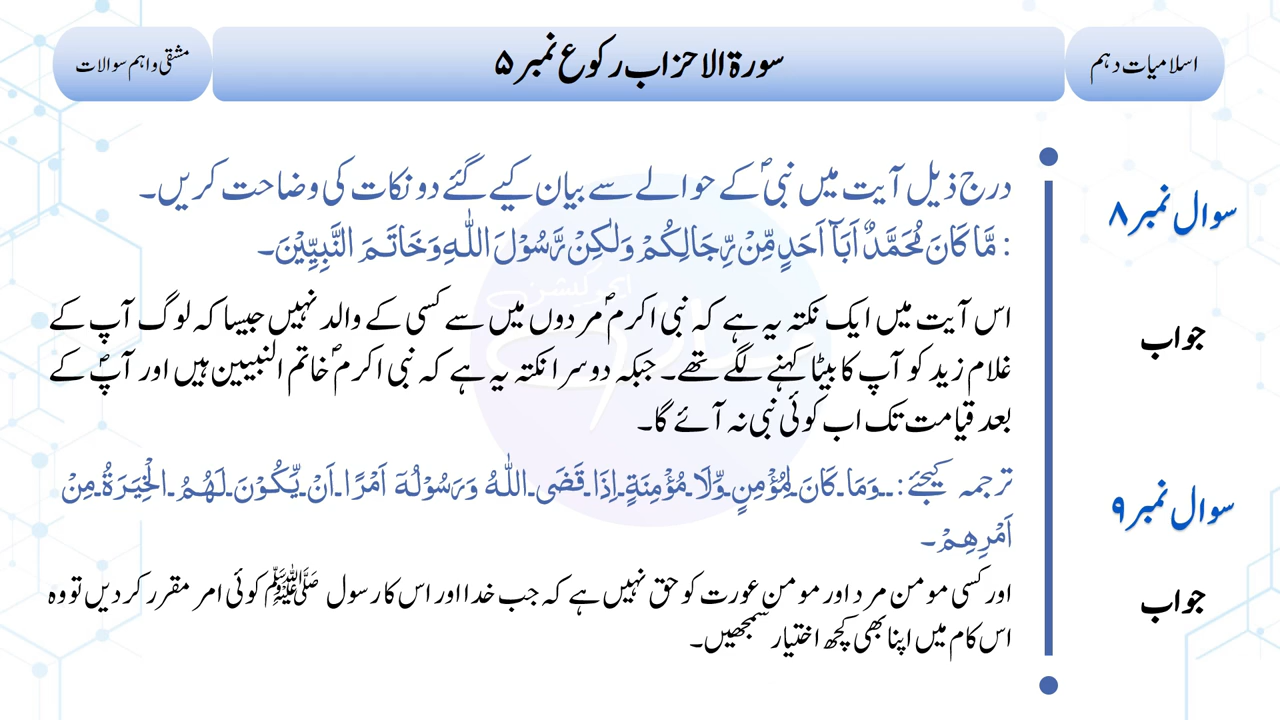 اسلامیات دہم
سورۃ الاحزاب رکوع نمبر ۵
مشقی و اہم سوالات
سوال نمبر ۸
درج ذیل آیت میں نبیؐ کے حوالے سے بیان کیے گئے دو نکات کی وضاحت کریں۔
: مَّا كَانَ مُحَمَّدٌ اَبَآ اَحَدٍ مِّنْ رِّجَالِكُمْ وَلٰكِنْ رَّسُوْلَ اللّٰهِ وَخَاتَمَ النَّبِيِّيْنَ۔
جواب
اس آیت میں ایک نکتہ یہ ہے کہ نبی اکرمؐ مردوں میں سے کسی کے والد نہیں جیسا کہ لوگ آپ کے
غلام زید کو آپ کا بیٹا کہنے لگے تھے۔ جبکہ دوسرا نکتہ یہ ہے کہ نبی اکرمؐ خاتم النبیین ہیں اور آپؐ کے
بعد قیامت تک اب کوئی نبی نہ آئے گا۔
سوال نمبر ۹
ترجمہ کیجئے: ۔وَمَا كَانَ لِمُؤْمِنٍ وَّلَا مُؤْمِنَةٍ اِذَا قَضَى اللّٰهُ وَرَسُوْلُهٗٓ اَمْرًا اَنْ يَّكُوْنَ لَهُمُ الْخِيَرَةُ مِنْ
اَمْرِهِمْ۔
جواب
اور کسی مومن مرد اور مومن عورت کو حق نہیں ہے کہ جب خدا اور اس کا رسول ﷺ کوئی امر مقرر کر دیں تو وہ
اس کام میں اپنا بھی کچھ اختیار سمجھیں۔